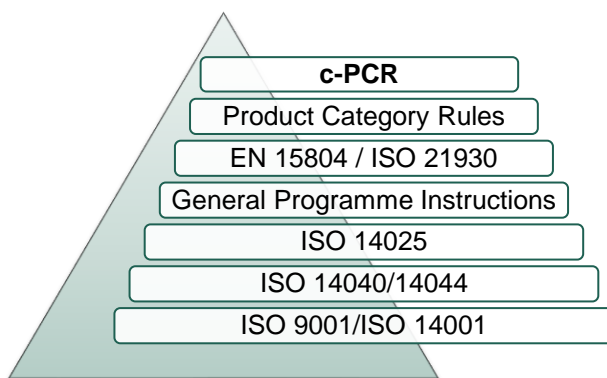 c-PCR
Product Category Rules
EN 15804 / ISO 21930
General Programme Instructions
ISO 14025
ISO 14040/14044
ISO 9001/ISO 14001